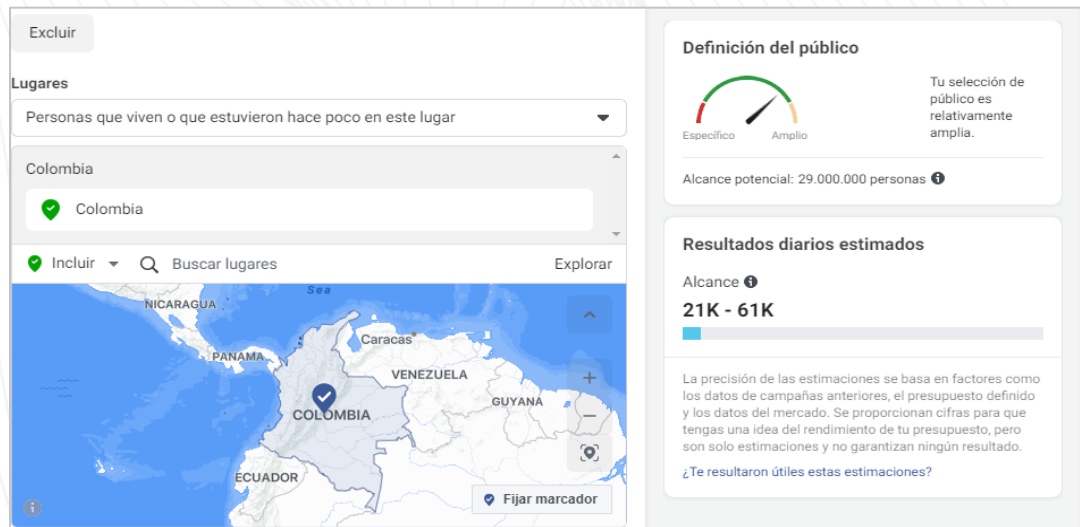 Excluir
Lugares
Personas que viven o que estuvieron hace poco en este lugar
Colombia
Colombia
Incluir
Buscar lugares
Explorar
Sea
NICARAGUA
Caracas
PANAMA
VENEZUELA
GUYANA
COLOMBIA
ECUADOR
Fijar marcador
Definición del público
Tu selección de
público es
relativamente
amplia.
Específico
Amplio
Alcance potencial: 29.000.000 personas
Resultados diarios estimados
Alcance
21K - 61K
La precisión de las estimaciones se basa en factores como
los datos de campañas anteriores, el presupuesto definido
y los datos del mercado. Se proporcionan cifras para que
tengas una idea del rendimiento de tu presupuesto, pero
son solo estimaciones y no garantizan ningún resultado.
¿Te resultaron útiles estas estimaciones?